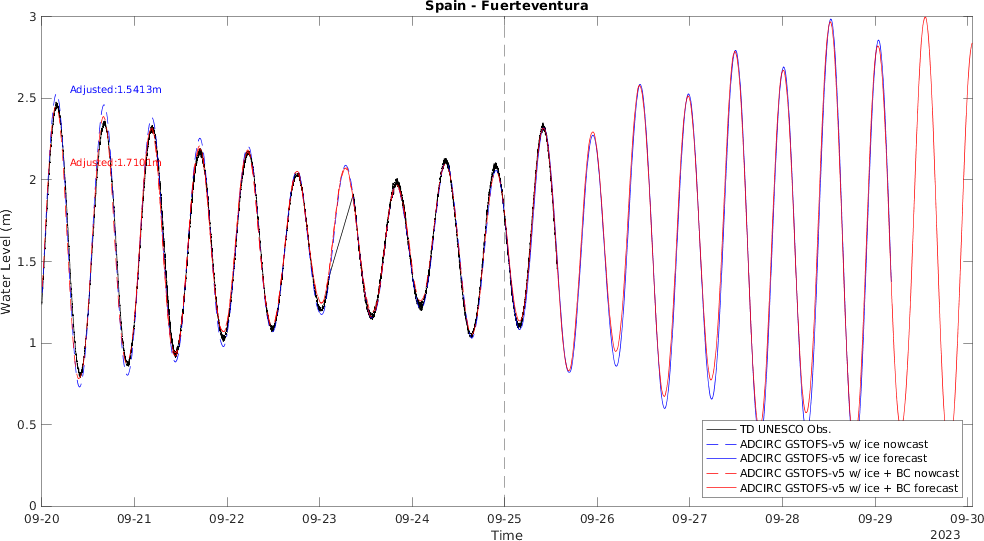 Spain - Fuerteventura
Water Level (m)
3
2.5
2
1.5
1
0.5
0
Adjusted:1.5413m
Adjusted:1.7101m
TD UNESCO Obs.
ADCIRC GSTOFS-v5 w/ ice nowcast
ADCIRC GSTOFS-v5 w/ ice forecast
ADCIRC GSTOFS-v5 w/ ice + BC nowcast
ADCIRC GSTOFS-v5 w/ ice + BC forecast
09-20 09-21 09-22 09-23 09-24 09-25 09-26 09-27 09-28 09-29 09-30
Time
2023